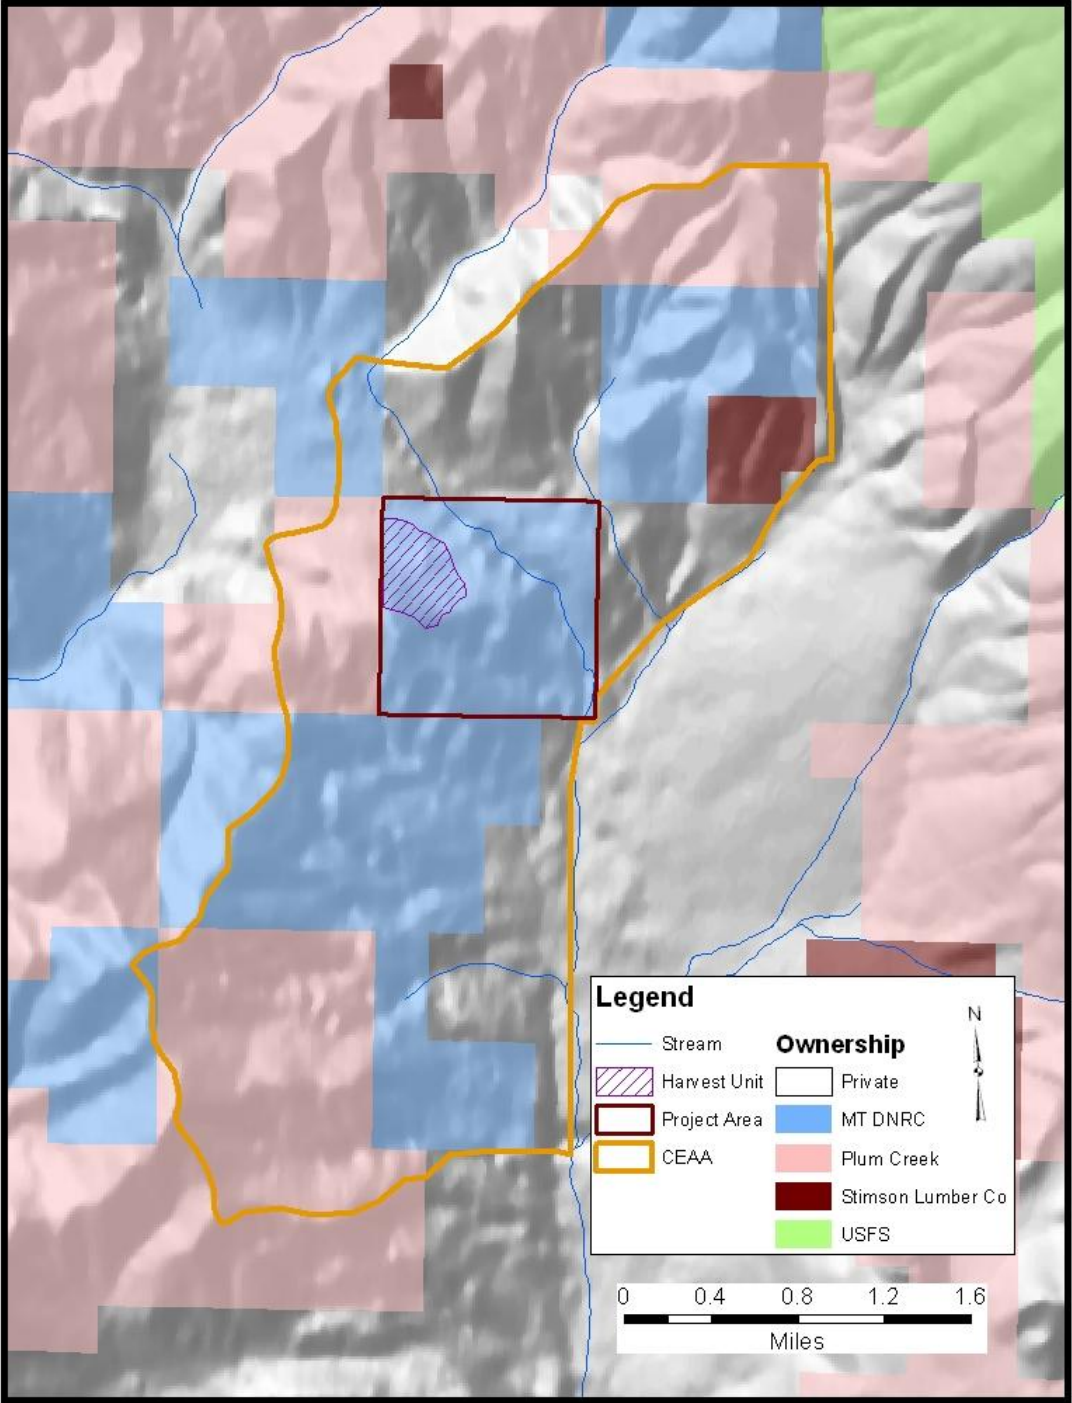 Legend
N
Stream
Ownership
Harvest Unit
Private
Project Area
MT DNRC
CEAA
Plum Creek
Stimson Lumber Co
USFS
0 0.4 0.8 1.2 1.6
Miles